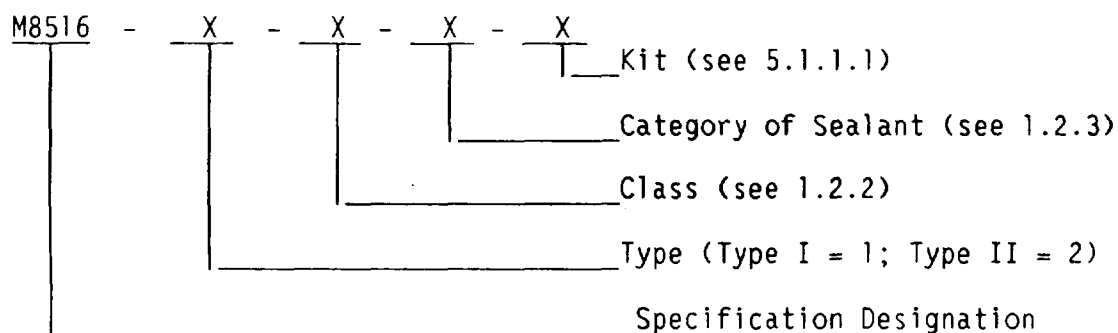 M8516 - X - X - X - X
Kit (see 5.1.1.1)
Category of Sealant (see 1.2.3)
Class (see 1.2.2)
Type (Type I = 1; Type II = 2)
Specification Designation